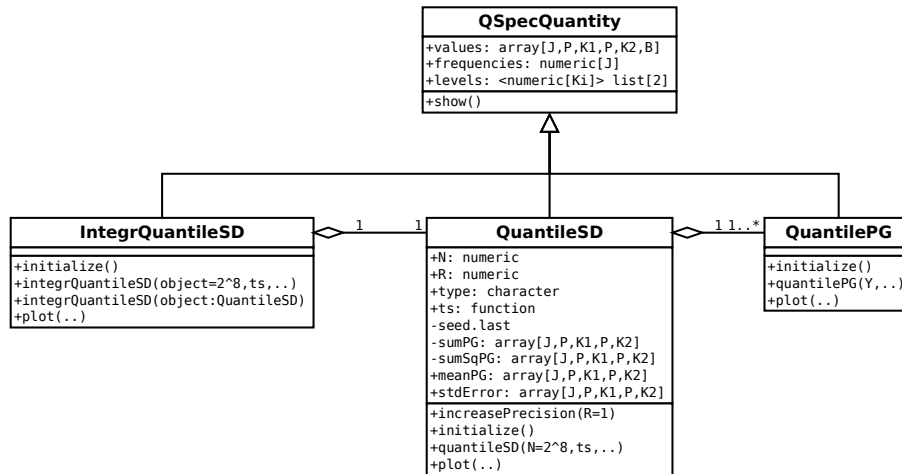 QSpecQuantity
+values: array[J,P,K1,P,K2,B]
+frequencies: numeric[J]
+levels: <numeric[Ki]> list[2]
+show()
IntegrQuantileSD
+initialize()
+integrQuantileSD(object=2^8,ts,..)
+integrQuantileSD(object:QuantileSD)
+plot(..)
1
1
QuantileSD
+N: numeric
+R: numeric
+type: character
+ts: function
-seed.last
-sumPG: array[J,P,K1,P,K2]
-sumSqPG: array[J,P,K1,P,K2]
+meanPG: array[J,P,K1,P,K2]
+stdError: array[J,P,K1,P,K2]
+increasePrecision(R=1)
+initialize()
+quantileSD(N=2^8,ts,..)
+plot(..)
1
1..*
QuantilePG
+initialize()
+quantilePG(Y,..)
+plot(..)